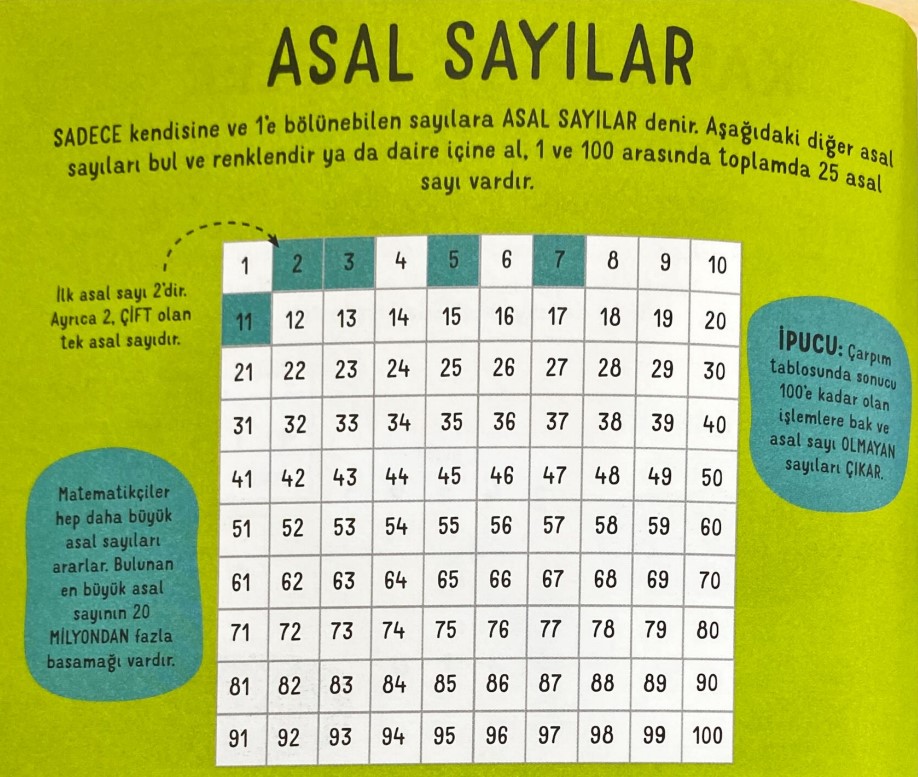 ASAL SAYILAR
SADECE kendisine ve 1'e bölünebilen sayılara ASAL SAYILAR denir. Aşağıdaki diğer asal
sayıları bul ve renklendir ya da daire içine al, 1 ve 100 arasında toplamda 25 asal
sayı vardır.
İlk asal sayı 2'dir.
Ayrıca 2, ÇİFT olan
tek asal sayıdır.
1 2 3 4 5 6 7 8 9 10
11 12 13 14 15 16 17 18 19 20
21 22 23 24 25 26 27 28 29 30
31 32 33 34 35 36 37 38 39 40
41 42 43 44 45 46 47 48 49 50
51 52 53 54 55 56 57 58 59 60
61 62 63 64 65 66 67 68 69 70
71 72 73 74 75 76 77 78 79 80
81 82 83 84 85 86 87 88 89 90
91 92 93 94 95 96 97 98 99 100
İPUCU: Çarpım
tablosunda sonucu
100'e kadar olan
işlemlere bak ve
asal sayı OLMAYAN
sayıları ÇIKAR.
Matematikçiler
hep daha büyük
asal sayıları
ararlar. Bulunan
en büyük asal
sayının 20
MİLYONDAN fazla
basamağı vardır.